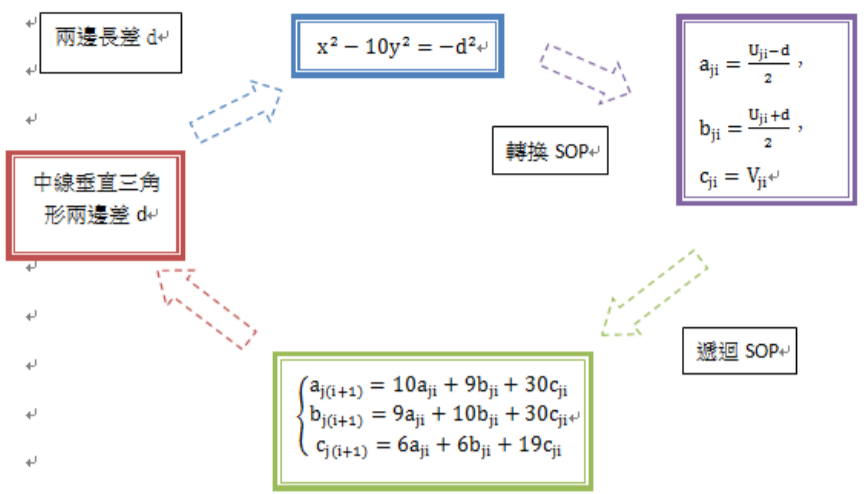 兩邊長差 d
x² − 10y² = −d²
a_ji = (U_ji−d)/2，
b_ji = (U_ji+d)/2，
c_ji = V_ji
轉換 SOP
中線垂直三角
形兩邊差 d
遞迴 SOP
a_j(i+1) = 10a_ji + 9b_ji + 30c_ji
b_j(i+1) = 9a_ji + 10b_ji + 30c_ji
c_j(i+1) = 6a_ji + 6b_ji + 19c_ji